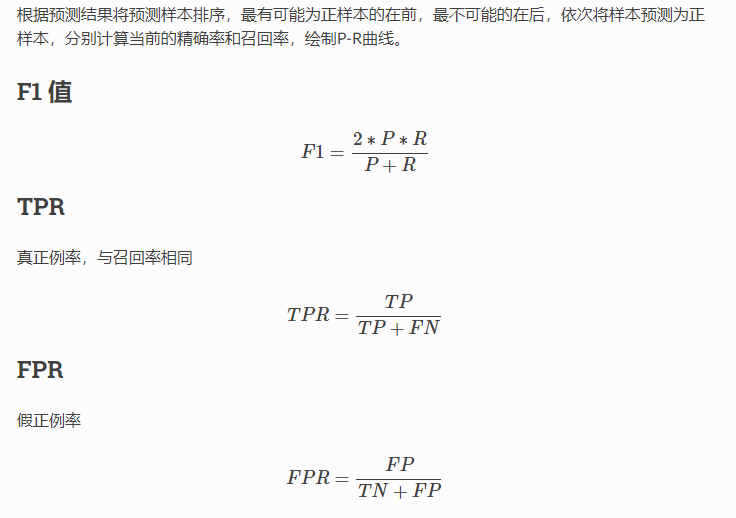 根据预测结果将预测样本排序，最有可能为正样本的在前，最不可能的在后，依次将样本预测为正
样本，分别计算当前的精确率和召回率，绘制P-R曲线。
F1 值
F1 = \frac{2 * P * R}{P + R}
TPR
真正例率，与召回率相同
TPR = \frac{TP}{TP + FN}
FPR
假正例率
FPR = \frac{FP}{TN + FP}